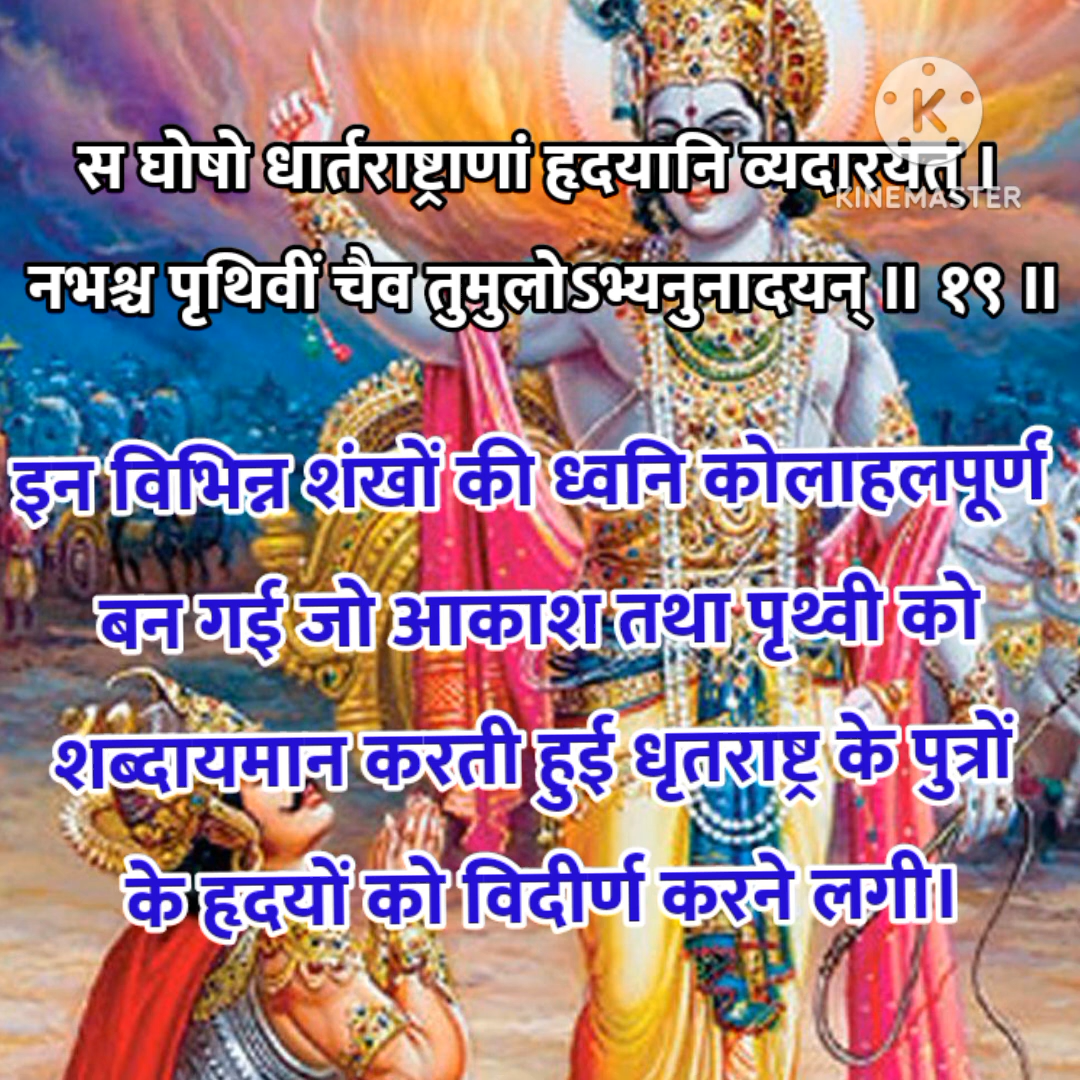 स घोषो धार्तराष्ट्राणां हृदयानि व्यदारयत् ।
KINEMASTER
नभश्च पृथिवीं चैव तुमुलोऽभ्यनुनादयन् ॥ १९ ॥
इन विभिन्न शंखों की ध्वनि कोलाहलपूर्ण
बन गई जो आकाश तथा पृथ्वी को
शब्दायमान करती हुई धृतराष्ट्र के पुत्रों
के हृदयों को विदीर्ण करने लगी।